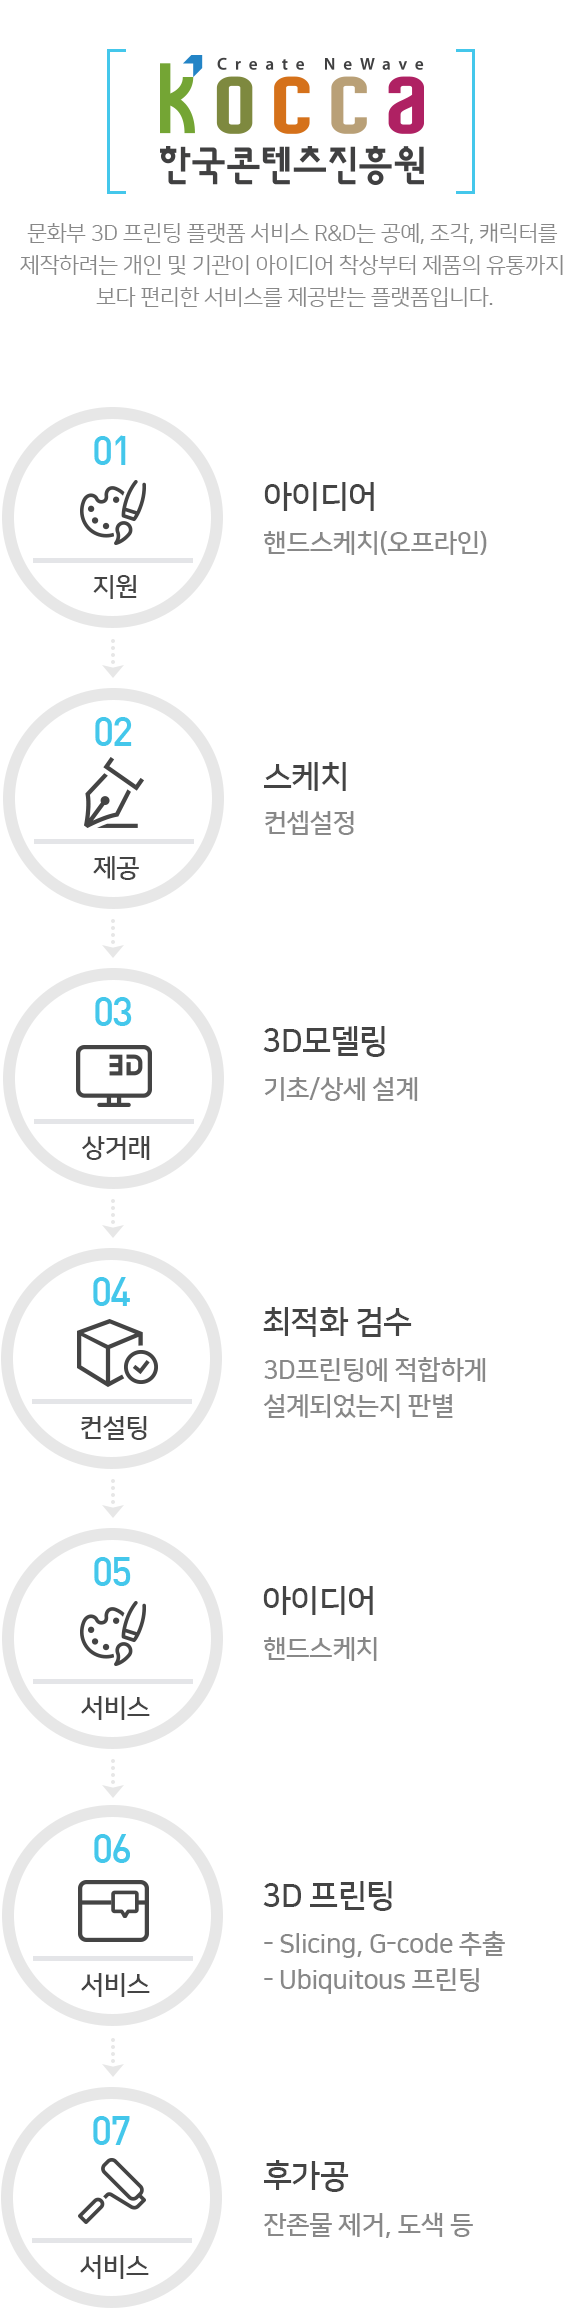 Create NeWave
Kocca
한국콘텐츠진흥원
문화부 3D 프린팅 플랫폼 서비스 R&D는 공예, 조각, 캐릭터를
제작하려는 개인 및 기관이 아이디어 착상부터 제품의 유통까지
보다 편리한 서비스를 제공받는 플랫폼입니다.
01
지원
아이디어
핸드스케치(오프라인)
02
제공
스케치
컨셉설정
03
3D
상거래
3D모델링
기초/상세 설계
04
컨설팅
최적화 검수
3D프린팅에 적합하게
설계되었는지 판별
05
서비스
아이디어
핸드스케치
06
서비스
3D 프린팅
- Slicing, G-code 추출
- Ubiquitous 프린팅
07
서비스
후가공
잔존물 제거, 도색 등